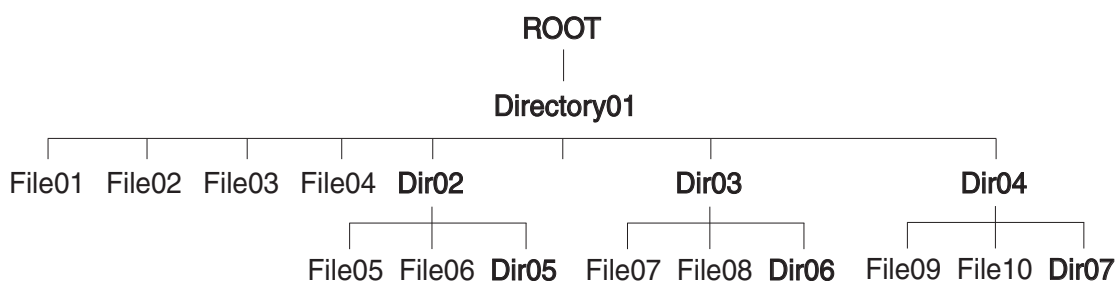 ROOT
Directory01
File01 File02 File03 File04 Dir02 Dir03 Dir04
File05 File06 Dir05 File07 File08 Dir06 File09 File10 Dir07